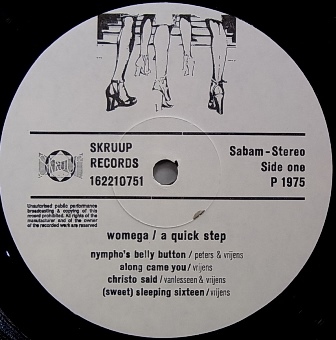 SKRUUP
RECORDS
162210751
Sabam-Stereo
Side one
P 1975
Unauthorised public performance
broadcasting & copying of this
record prohibited. All rights of the
manufacturer and of the owner
of the recorded work are reserved
womega / a quick step
nympho's belly button / peters & vrijens
along came you / vrijens
christo said / vanlesseen & vrijens
(sweet) sleeping sixteen / vrijens